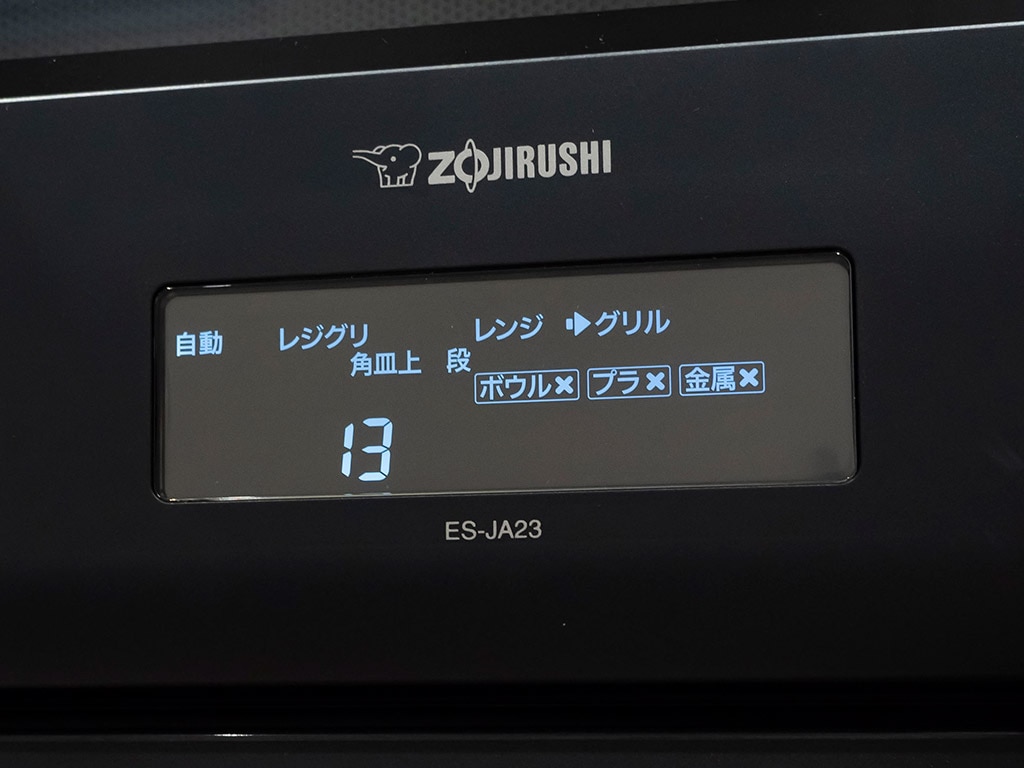 ZOJIRUSHI
自動 レジグリ レンジ ➡グリル
角皿上 段 ボウル✖ プラ✖ 金属✖
13
ES-JA23